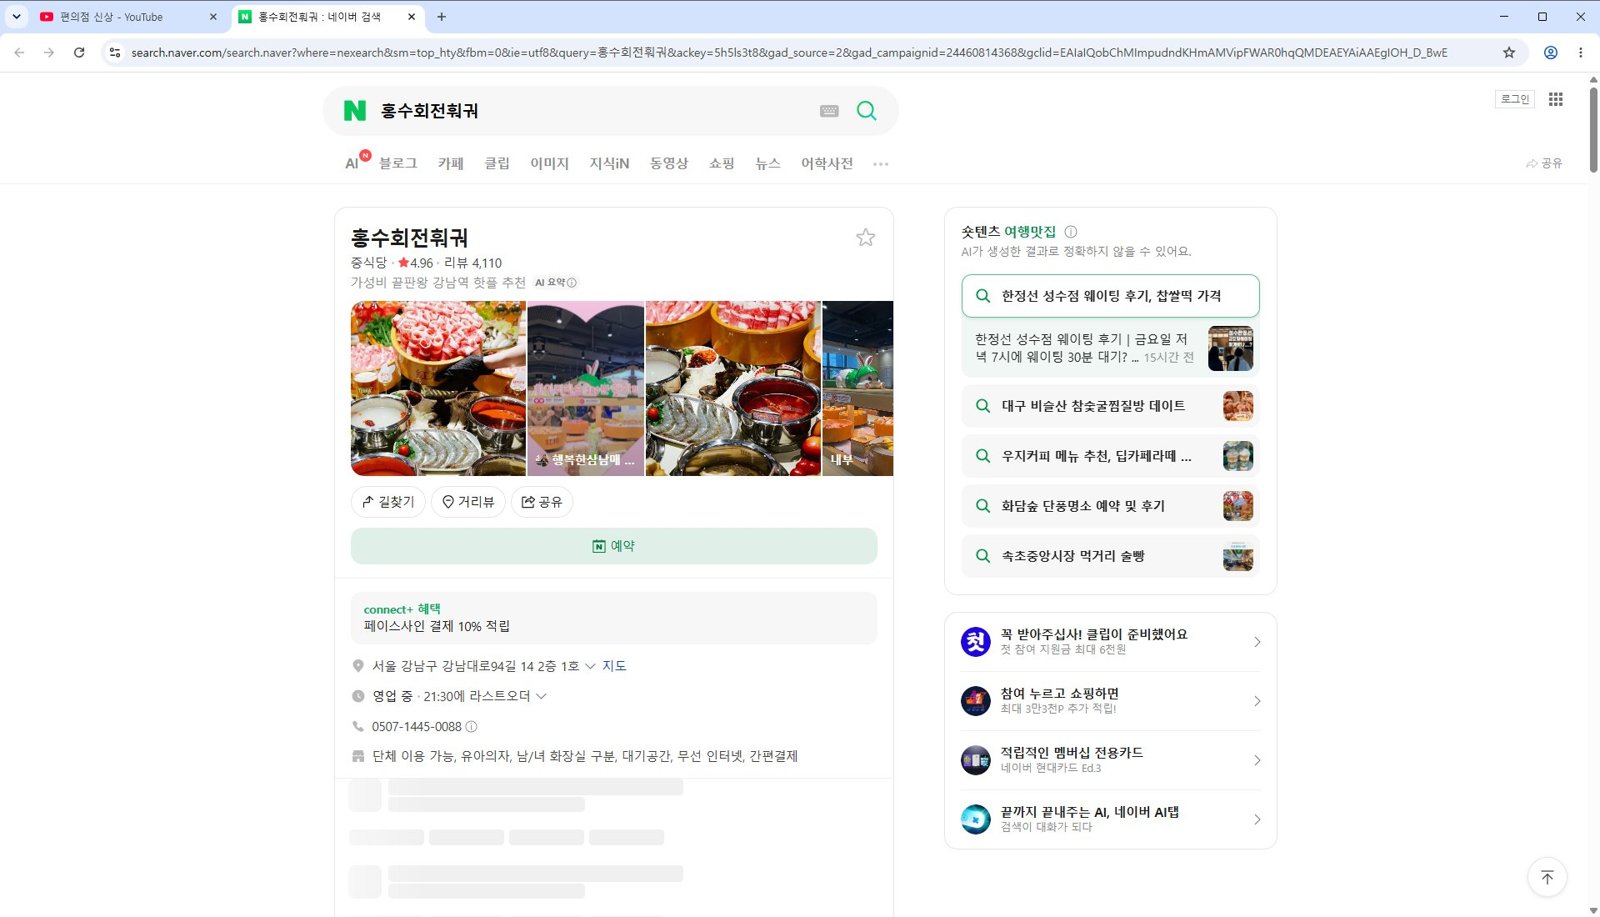 편의점 신상 - YouTube
홍수회전훠궈 : 네이버 검색
search.naver.com/search.naver?where=nexearch&sm=top_hty&fbm=0&ie=utf8&query=홍수회전훠궈&ackey=5h5ls3t8&gad_source=2&gad_campaignid=24460814368&gclid=EAIaIQobChMImpudndKHmAMVipFWAR0hqQMDEAEYAiAAEgIOH_D_BwE
N 홍수회전훠궈
로그인
AI N 블로그 카페 클립 이미지 지식iN 동영상 쇼핑 뉴스 어학사전
공유
홍수회전훠궈
중식당 · ★4.96 · 리뷰 4,110
가성비 끝판왕 강남역 핫플 추천 AI 요약
행복한삼남매 ...
내부
길찾기 거리뷰 공유
N 예약
connect+ 혜택
페이스사인 결제 10% 적립
서울 강남구 강남대로94길 14 2층 1호 지도
영업 중 · 21:30에 라스트오더
0507-1445-0088
단체 이용 가능, 유아의자, 남/녀 화장실 구분, 대기공간, 무선 인터넷, 간편결제
숏텐츠 여행맛집
AI가 생성한 결과로 정확하지 않을 수 있어요.
한정선 성수점 웨이팅 후기, 찹쌀떡 가격
한정선 성수점 웨이팅 후기 | 금요일 저
녁 7시에 웨이팅 30분 대기? ... 15시간 전
대구 비슬산 참숯굴찜질방 데이트
우지커피 메뉴 추천, 딥카페라떼 ...
화담숲 단풍명소 예약 및 후기
속초중앙시장 먹거리 술빵
첫
꼭 받아주십사! 클립이 준비했어요
첫 참여 지원금 최대 6천원
참여 누르고 쇼핑하면
최대 3만3천P 추가 적립!
적립적인 멤버십 전용카드
네이버 현대카드 Ed.3
끝까지 끝내주는 AI, 네이버 AI탭
검색이 대화가 되다